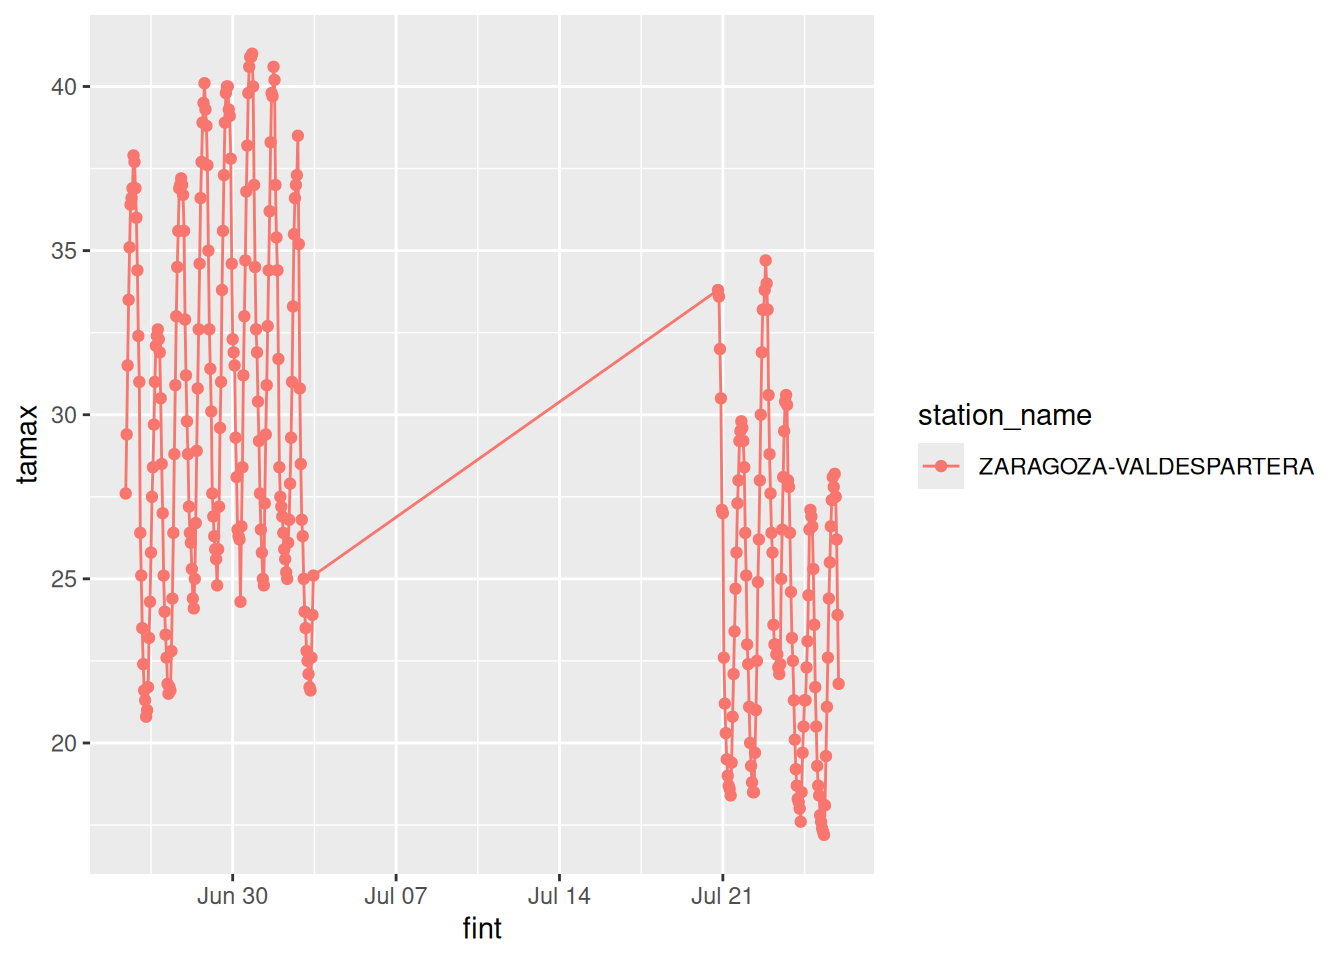 40
35
30
25
20
tamax
Jun 30
Jul 07
Jul 14
Jul 21
fint
station_name
ZARAGOZA-VALDESPARTERA